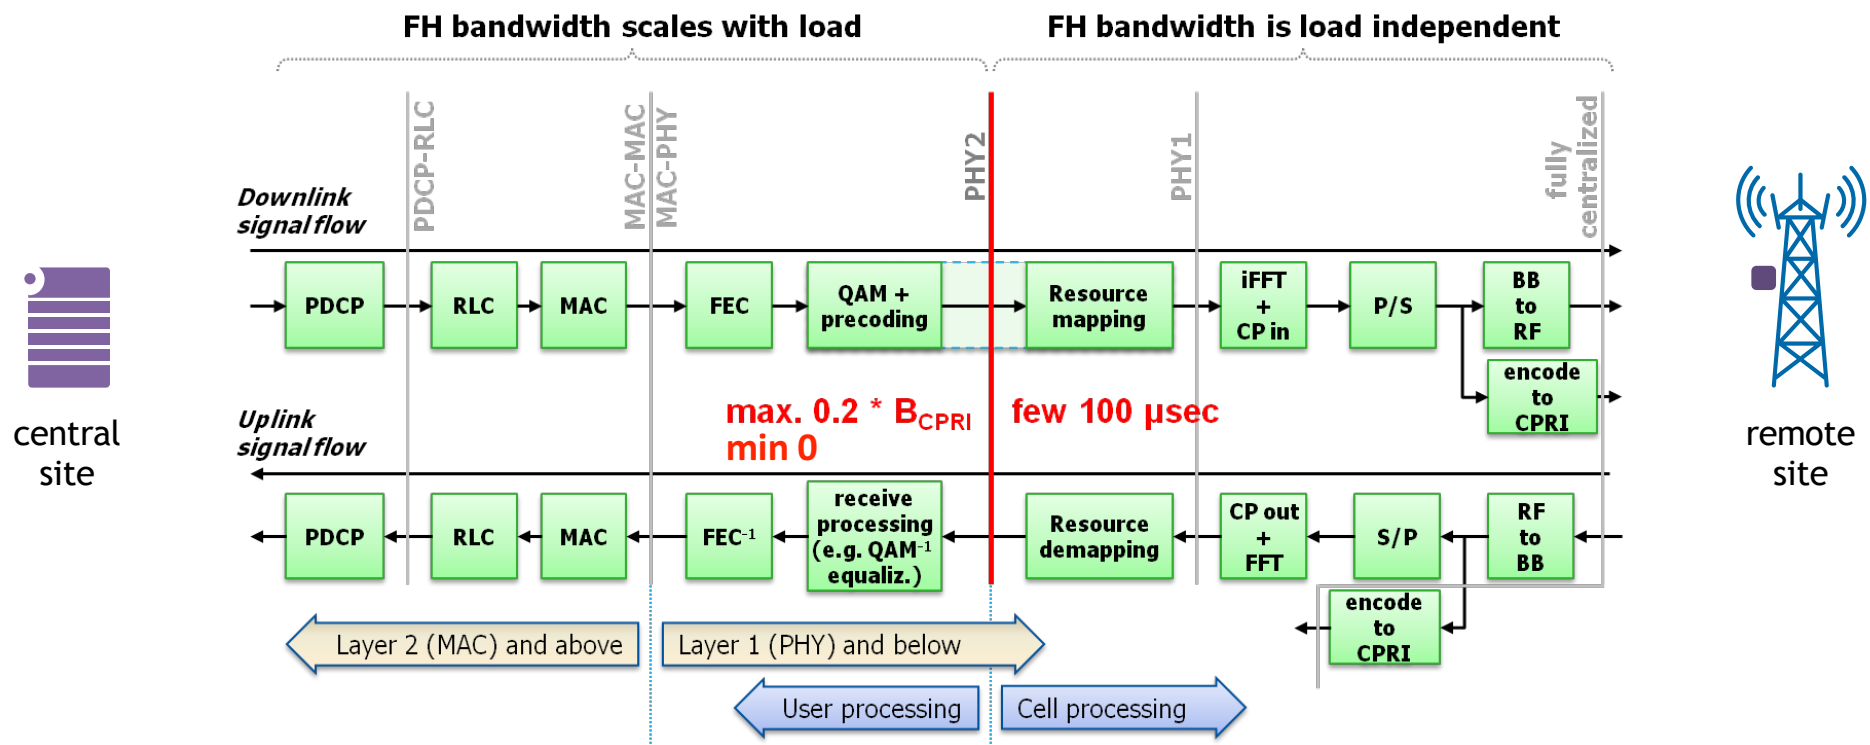 FH bandwidth scales with load
FH bandwidth is load independent
PDCP-RLC
MAC-MAC
MAC-PHY
PHY2
PHY1
fully
centralized
Downlink
signal flow
PDCP
RLC
MAC
FEC
QAM +
precoding
Resource
mapping
iFFT
+
CP in
P/S
BB
to
RF
encode
to
CPRI
central
site
remote
site
max. 0.2 * BCPRI
min 0
few 100 µsec
Uplink
signal flow
PDCP
RLC
MAC
FEC-1
receive
processing
(e.g. QAM-1
equaliz.)
Resource
demapping
CP out
+
FFT
S/P
RF
to
BB
encode
to
CPRI
Layer 2 (MAC) and above
Layer 1 (PHY) and below
User processing
Cell processing